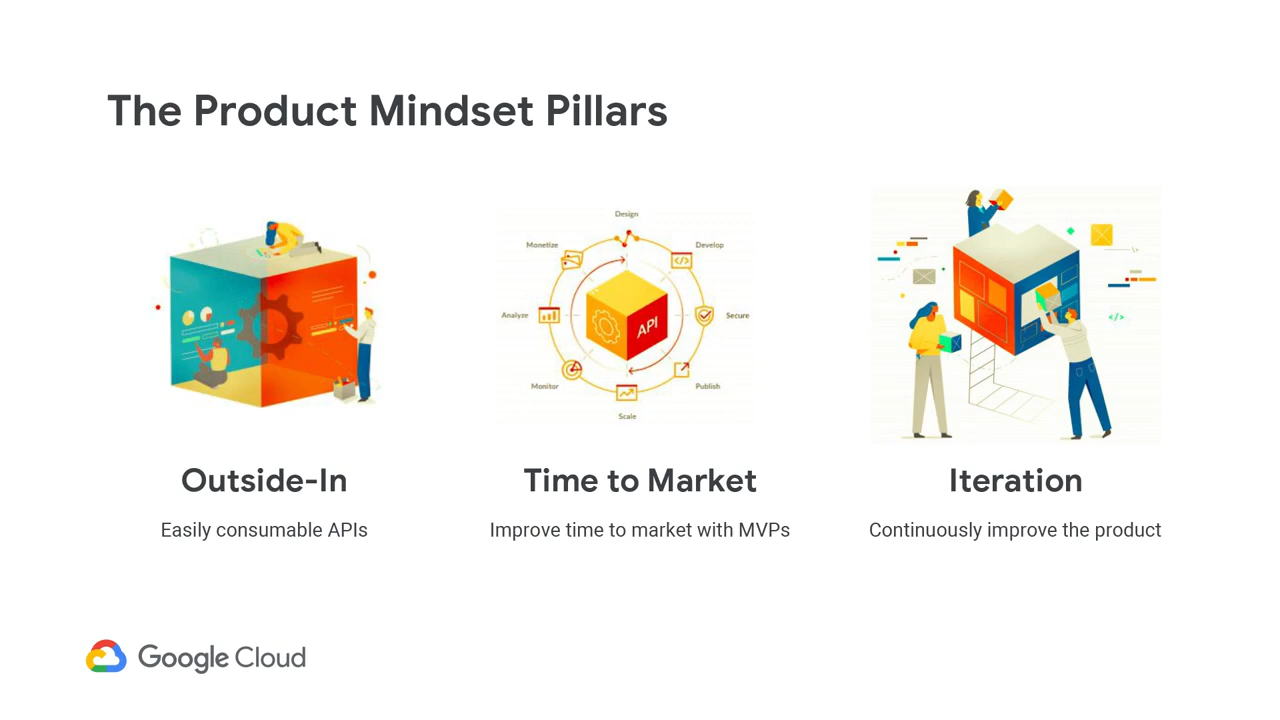 The Product Mindset Pillars
Design
Monetize
Develop
Analyze
API
Secure
Monitor
Publish
Scale
</>
</>
</>
Outside-In
Time to Market
Iteration
Easily consumable APIs
Improve time to market with MVPs
Continuously improve the product
Google Cloud